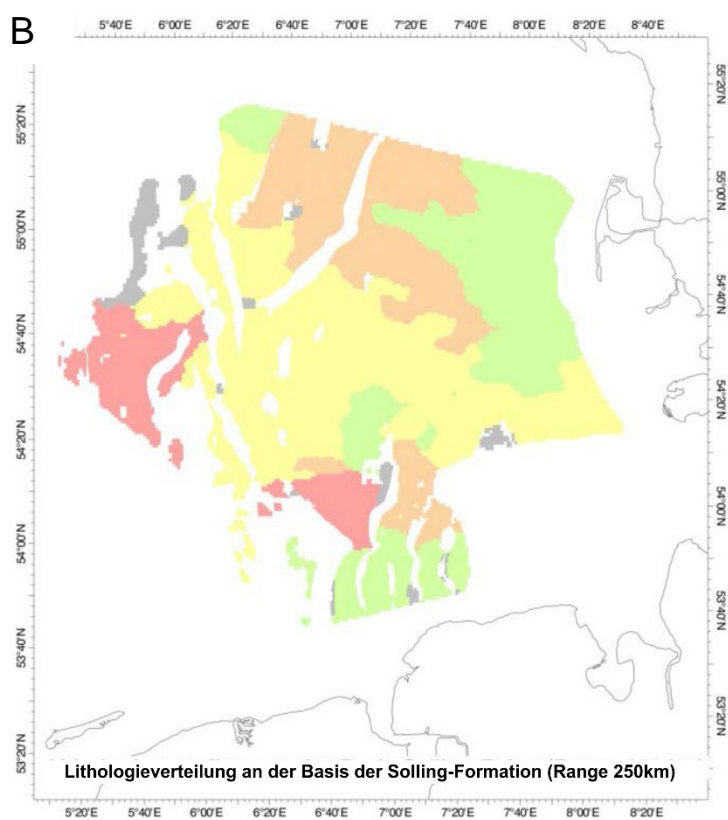 B
5°40'E 6°00'E 6°20'E 6°40'E 7°00'E 7°20'E 7°40'E 8°00'E 8°20'E 8°40'E
55°20'N
55°00'N
54°40'N
54°20'N
54°00'N
53°40'N
53°20'N
55°20'N
55°00'N
54°40'N
54°20'N
54°00'N
53°40'N
53°20'N
Lithologieverteilung an der Basis der Solling-Formation (Range 250km)
5°20'E 5°40'E 6°00'E 6°20'E 6°40'E 7°00'E 7°20'E 7°40'E 8°00'E 8°20'E